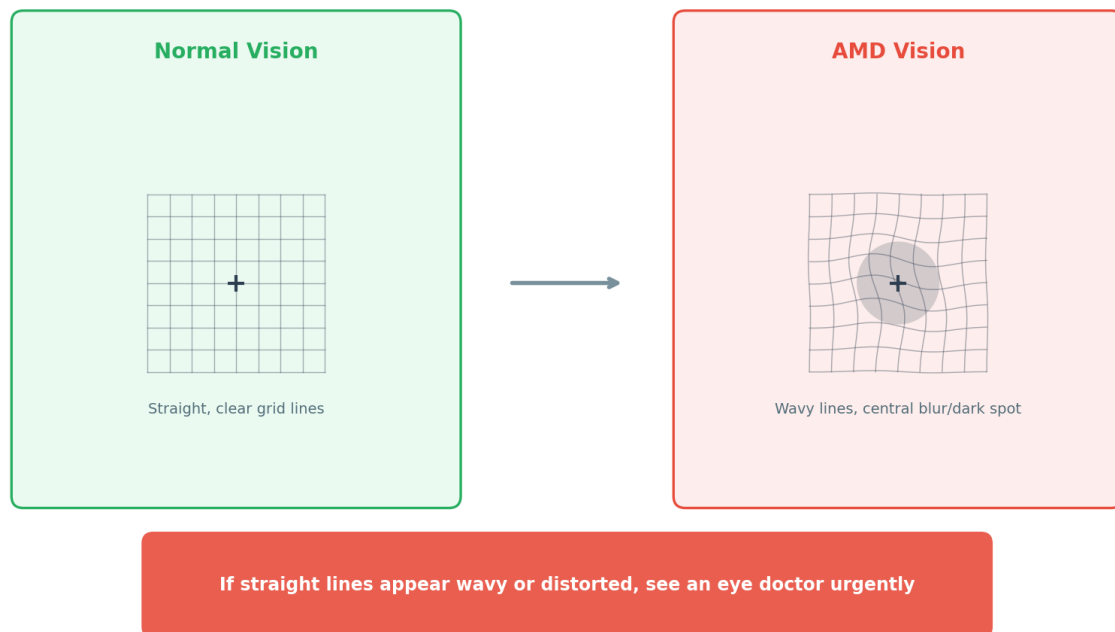 Normal Vision
AMD Vision
Straight, clear grid lines
Wavy lines, central blur/dark spot
If straight lines appear wavy or distorted, see an eye doctor urgently